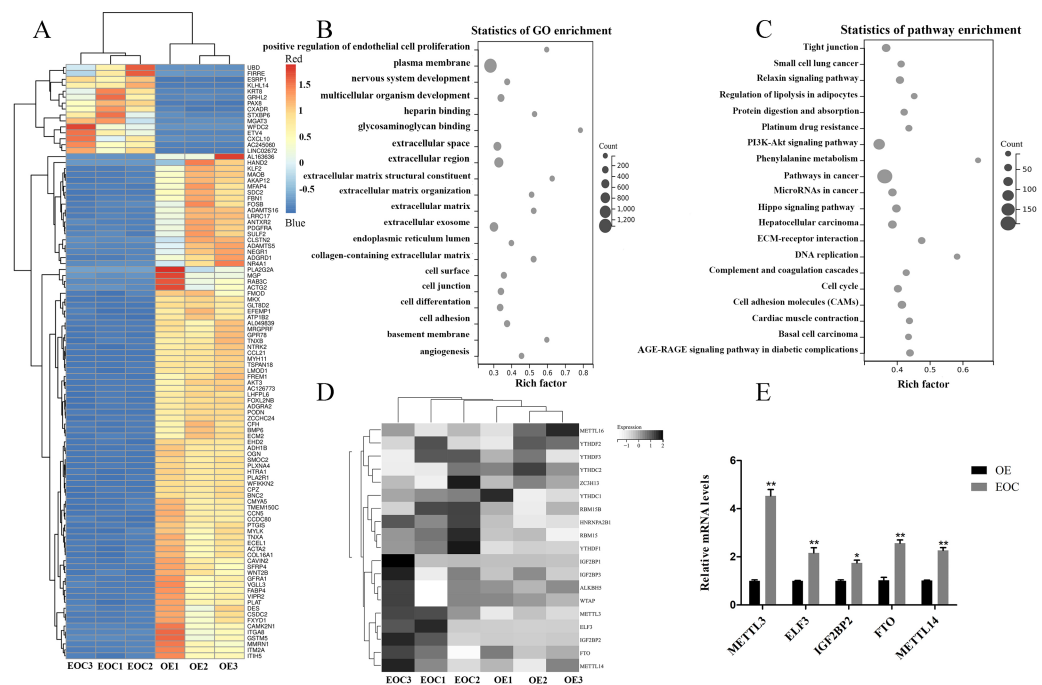 A
Red
1.5
1
0.5
0
-0.5
Blue
UBD
FIRRE
ESRP1
KLHL14
KRT8
GRHL2
PAX8
CXADR
STXBP6
MGAT3
WFDC2
ETV4
CXCL10
AC245060
LINC02672
AL163636
HAND2
KLF2
MAOB
AKAP12
MFAP4
SDC2
FBN1
FOSB
ADAMTS16
LRRC17
ANTXR2
PDGFRA
SULF2
CLSTN2
ADAMTS5
NEGR1
ADGRD1
NR4A1
PLA2G2A
MGP
RAB3C
ACTG2
FMOD
MKX
GLT8D2
EFEMP1
ATP1B2
AL049839
MRGPRF
GPR78
TNXB
NTRK2
CCL21
MYH11
TSPAN18
LMOD1
FREM1
AKT3
AC126773
LHFPL6
FOXL2NB
ADGRA2
PODN
ZCCHC24
CFH
BMP6
ECM2
EHD2
ADH1B
OGN
SMOC2
PLXNA4
HTRA1
PLA2R1
WFIKKN2
CPZ
BNC2
CMYA5
TMEM150C
CCN5
CCDC80
PTGIS
MYLK
TNXA
ECEL1
ACTA2
COL16A1
CAVIN2
SFRP4
WNT2B
GFRA1
VGLL3
FABP4
VIPR2
PLAT
DES
CSDC2
FXYD1
CAMK2N1
ITGA8
GSTM5
MMRN1
ITM2A
ITIH5
EOC3 EOC1 EOC2 OE1 OE2 OE3
B
Statistics of GO enrichment
positive regulation of endothelial cell proliferation
plasma membrane
nervous system development
multicellular organism development
heparin binding
glycosaminoglycan binding
extracellular space
extracellular region
extracellular matrix structural constituent
extracellular matrix organization
extracellular matrix
extracellular exosome
endoplasmic reticulum lumen
collagen-containing extracellular matrix
cell surface
cell junction
cell differentation
cell adhesion
basement membrane
angiogenesis
0.3 0.4 0.5 0.6 0.7 0.8
Rich factor
Count
200
400
600
800
1,000
1,200
C
Statistics of pathway enrichment
Tight junction
Small cell lung cancer
Relaxin signaling pathway
Regulation of lipolysis in adipocytes
Protein digestion and absorption
Platinum drug resistance
PI3K-Akt signaling pathway
Phenylalanine metabolism
Pathways in cancer
MicroRNAs in cancer
Hippo signaling pathway
Hepatocellular carcinoma
ECM-receptor interaction
DNA replication
Complement and coagulation cascades
Cell cycle
Cell adhesion molecules (CAMs)
Cardiac muscle contraction
Basal cell carcinoma
AGE-RAGE signaling pathway in diabetic complications
0.4 0.5 0.6
Rich factor
Count
50
100
150
D
Expression
−1 0 1 2
METTL16
YTHDF2
YTHDF3
YTHDC2
ZC3H13
YTHDC1
RBM15B
HNRNPA2B1
RBM15
YTHDF1
IGF2BP1
IGF2BP3
ALKBH5
WTAP
METTL3
ELF3
IGF2BP2
FTO
METTL14
EOC3 EOC1 EOC2 OE1 OE2 OE3
E
OE
EOC
Relative mRNA levels
6
4
2
0
** ** * ** **
METTL3 ELF3 IGF2BP2 FTO METTL14